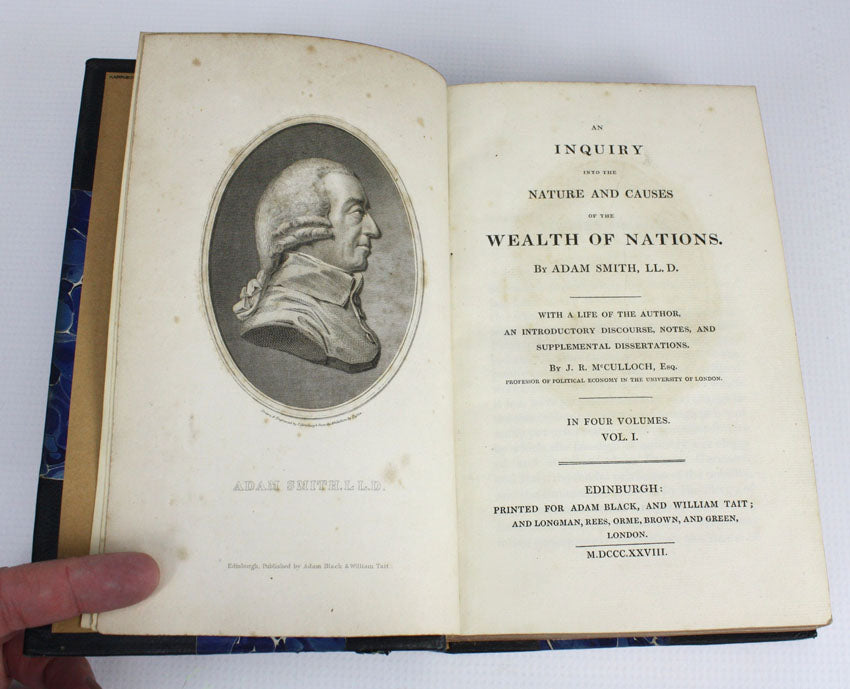 ADAM SMITH. L.L.D.
Edinburgh, Published by Adam Black & William Tait.
AN
INQUIRY
INTO THE
NATURE AND CAUSES
OF THE
WEALTH OF NATIONS.
BY ADAM SMITH, LL. D.
WITH A LIFE OF THE AUTHOR,
AN INTRODUCTORY DISCOURSE, NOTES, AND
SUPPLEMENTAL DISSERTATIONS.
BY J. R. McCULLOCH, ESQ.
PROFESSOR OF POLITICAL ECONOMY IN THE UNIVERSITY OF LONDON.
IN FOUR VOLUMES.
VOL. I.
EDINBURGH:
PRINTED FOR ADAM BLACK, AND WILLIAM TAIT;
AND LONGMAN, REES, ORME, BROWN, AND GREEN,
LONDON.
M.DCCC.XXVIII.